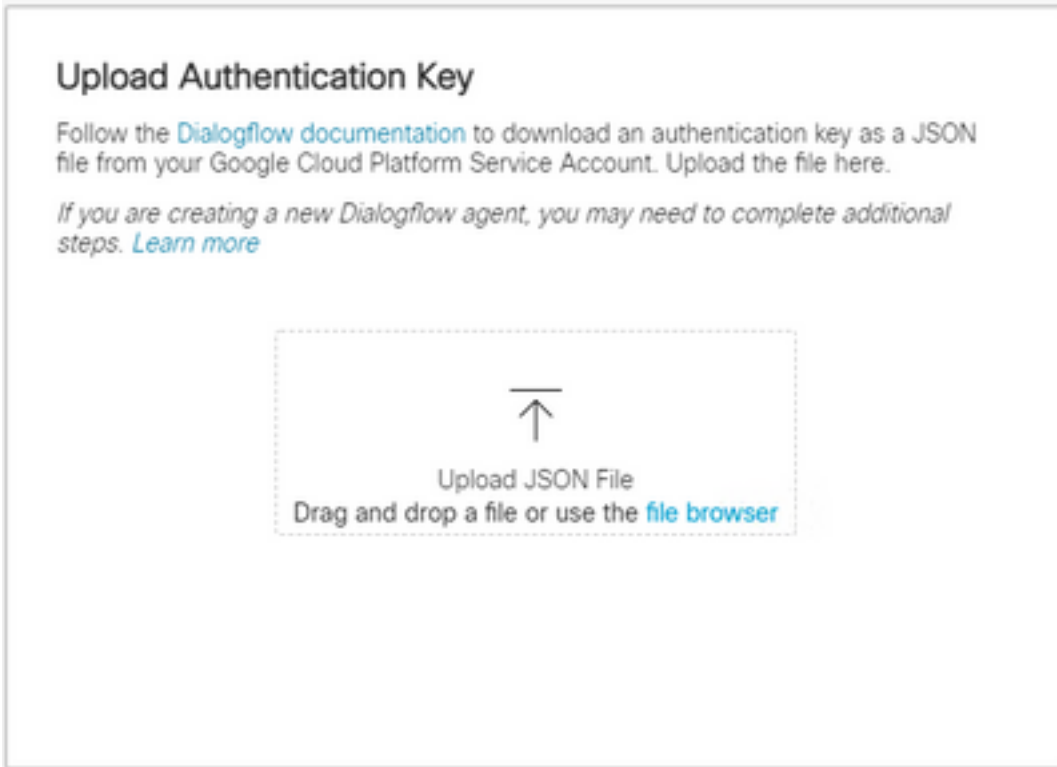 Upload Authentication Key
Follow the Dialogflow documentation to download an authentication key as a JSON
file from your Google Cloud Platform Service Account. Upload the file here.
If you are creating a new Dialogflow agent, you may need to complete additional
steps. Learn more
Upload JSON File
Drag and drop a file or use the file browser